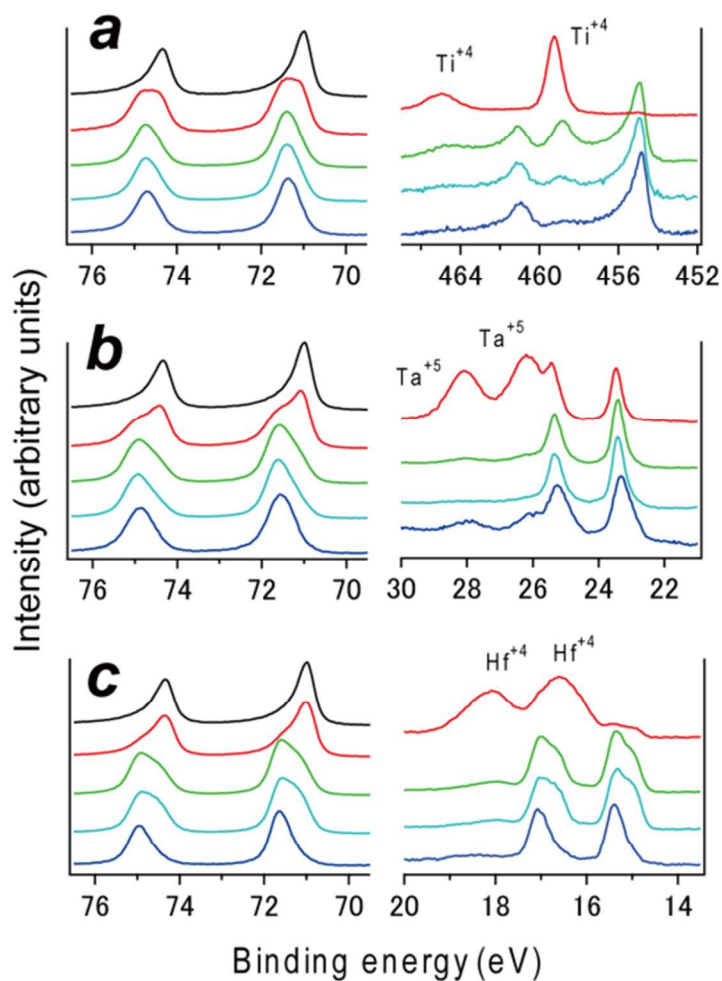 a
Ti+4
Ti+4
76 74 72 70
464 460 456 452
b
Ta+5
Ta+5
76 74 72 70
30 28 26 24 22
c
Hf+4
Hf+4
76 74 72 70
20 18 16 14
Intensity (arbitrary units)
Binding energy (eV)